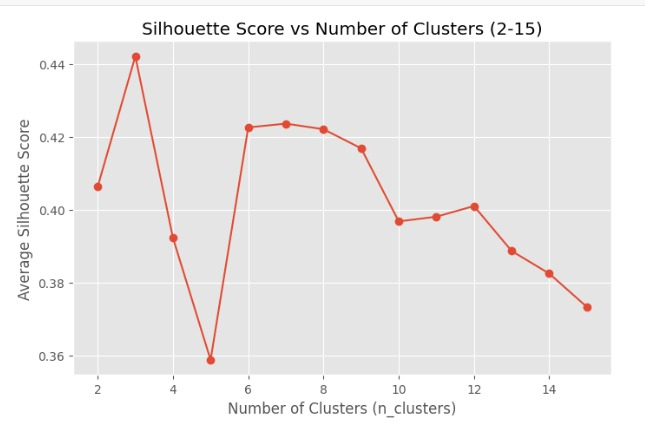 Silhouette Score vs Number of Clusters (2-15)
0.44
0.42
0.40
0.38
0.36
Average Silhouette Score
2 4 6 8 10 12 14
Number of Clusters (n_clusters)